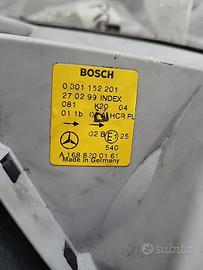 BOSCH
0 301 152 201
27 02 99 INDEX
081 K20 04
01 1b HCR PL
02 B E1 25
540
A 168 820 01 61
Made in Germany
subito